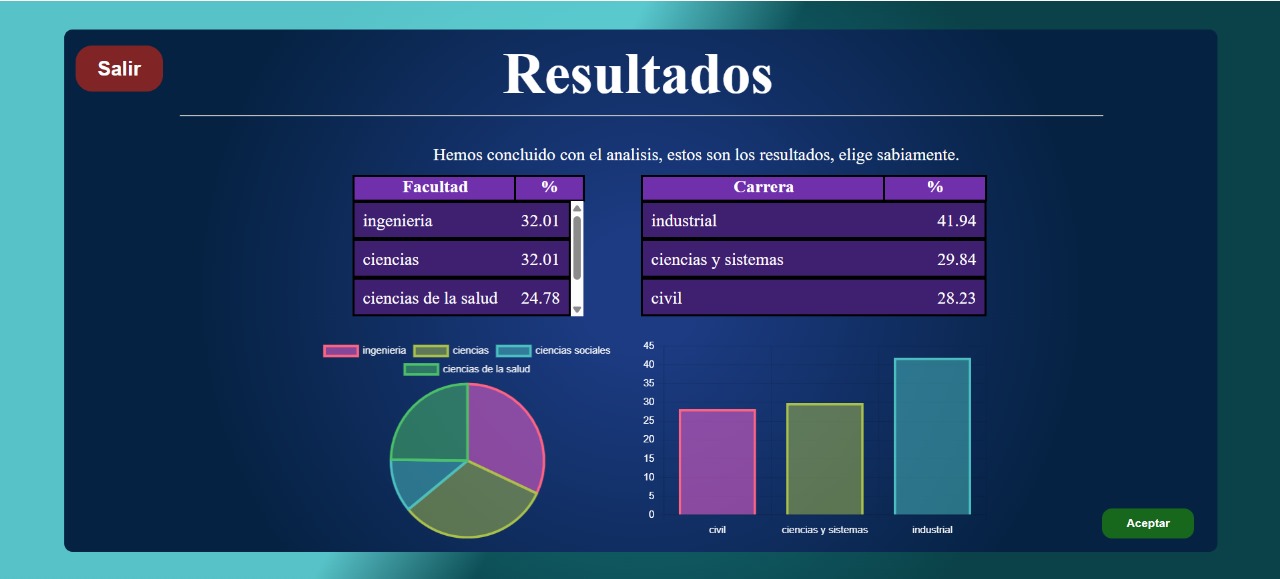 Salir
Resultados
Hemos concluido con el analisis, estos son los resultados, elige sabiamente.
Facultad %
ingenieria 32.01
ciencias 32.01
ciencias de la salud 24.78
Carrera %
industrial 41.94
ciencias y sistemas 29.84
civil 28.23
ingenieria ciencias ciencias sociales
ciencias de la salud
45
40
35
30
25
20
15
10
5
0
civil ciencias y sistemas industrial
Aceptar